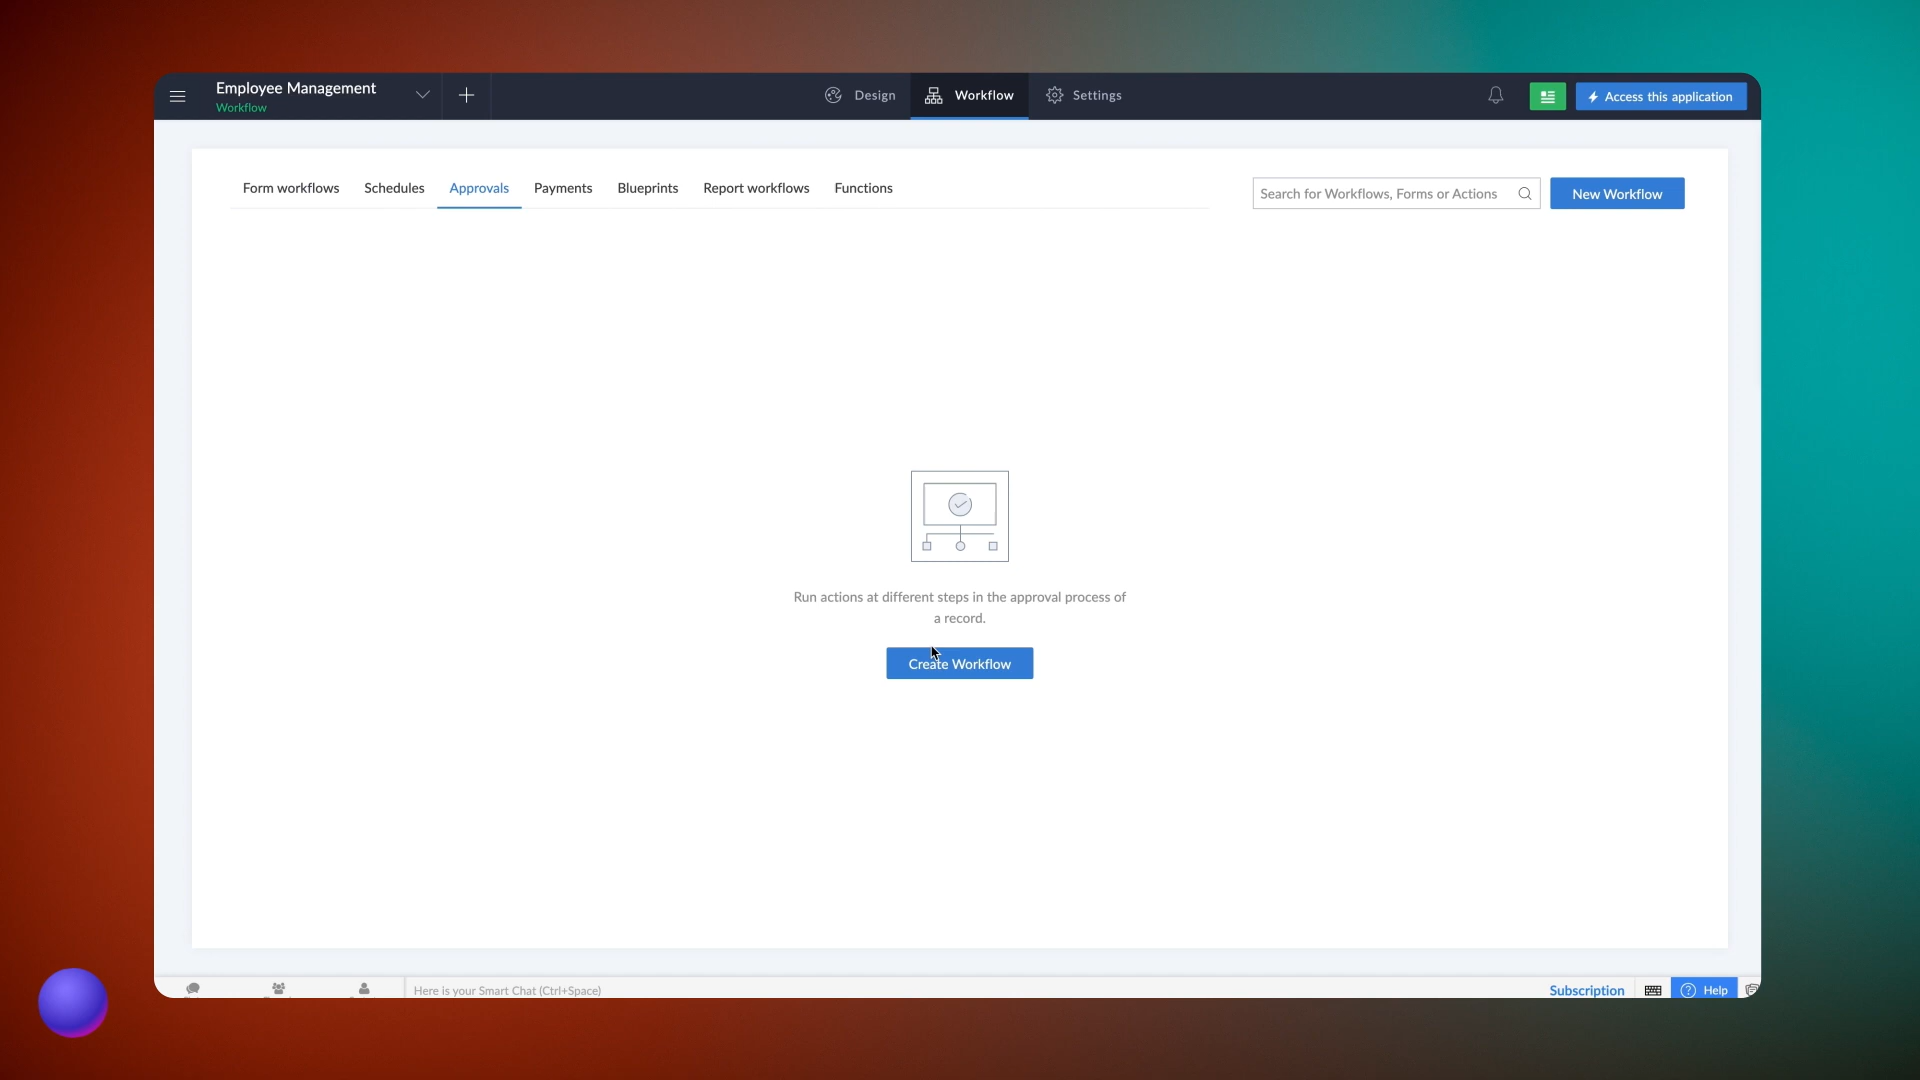 Employee Management
Workflow
Design
Workflow
Settings
Access this application
Form workflows
Schedules
Approvals
Payments
Blueprints
Report workflows
Functions
Search for Workflows, Forms or Actions
New Workflow
Run actions at different steps in the approval process of
a record.
Create Workflow
Here is your Smart Chat (Ctrl+Space)
Subscription
Help